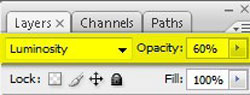 Layers Channels Paths
Luminosity Opacity: 60%
Lock: Fill: 100%